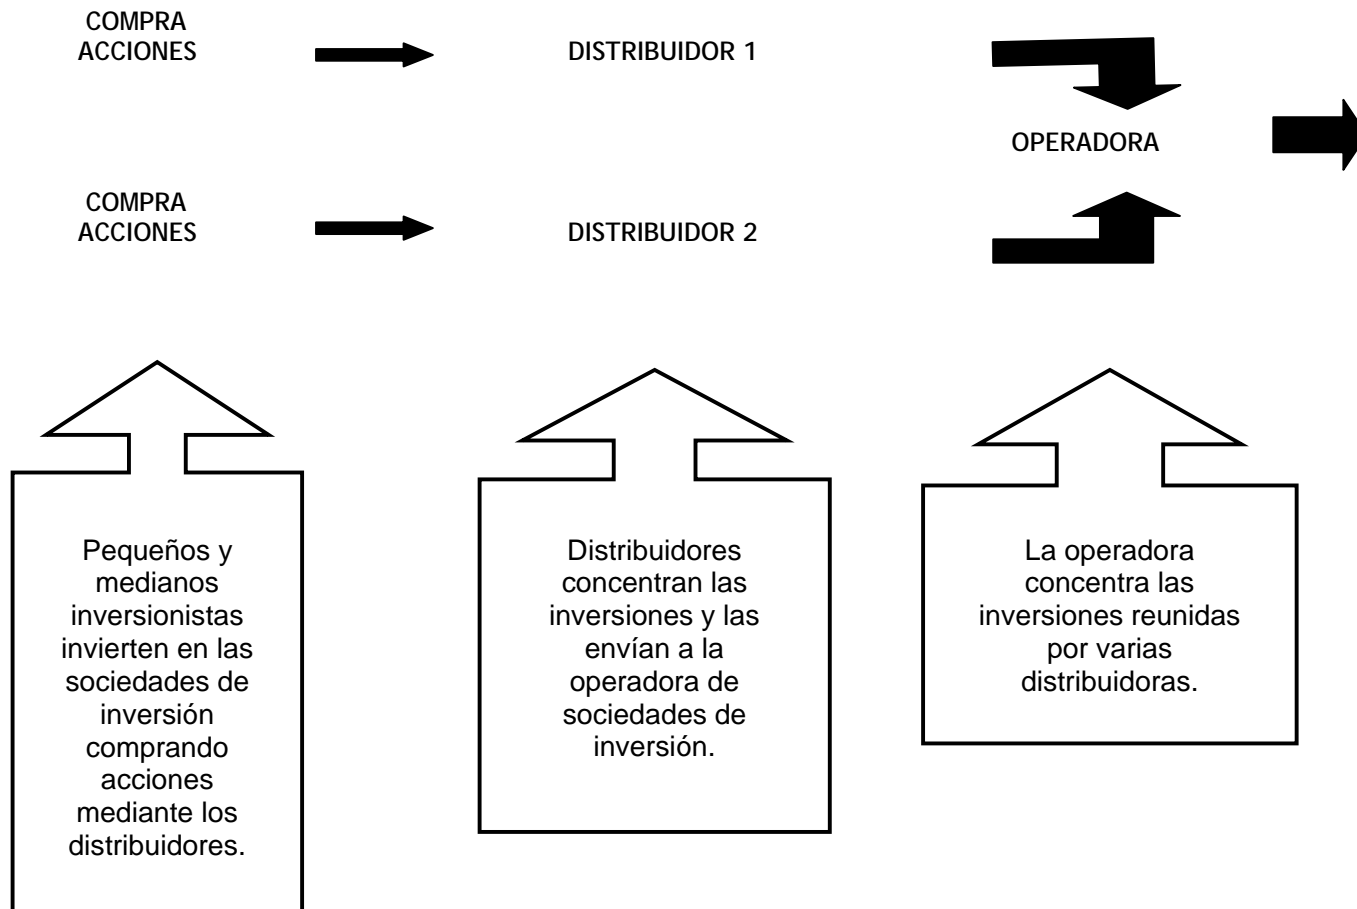 COMPRA
ACCIONES
DISTRIBUIDOR 1
OPERADORA
COMPRA
ACCIONES
DISTRIBUIDOR 2
Pequeños y
medianos
inversionistas
invierten en las
sociedades de
inversión
comprando
acciones
mediante los
distribuidores.
Distribuidores
concentran las
inversiones y las
envían a la
operadora de
sociedades de
inversión.
La operadora
concentra las
inversiones reunidas
por varias
distribuidoras.